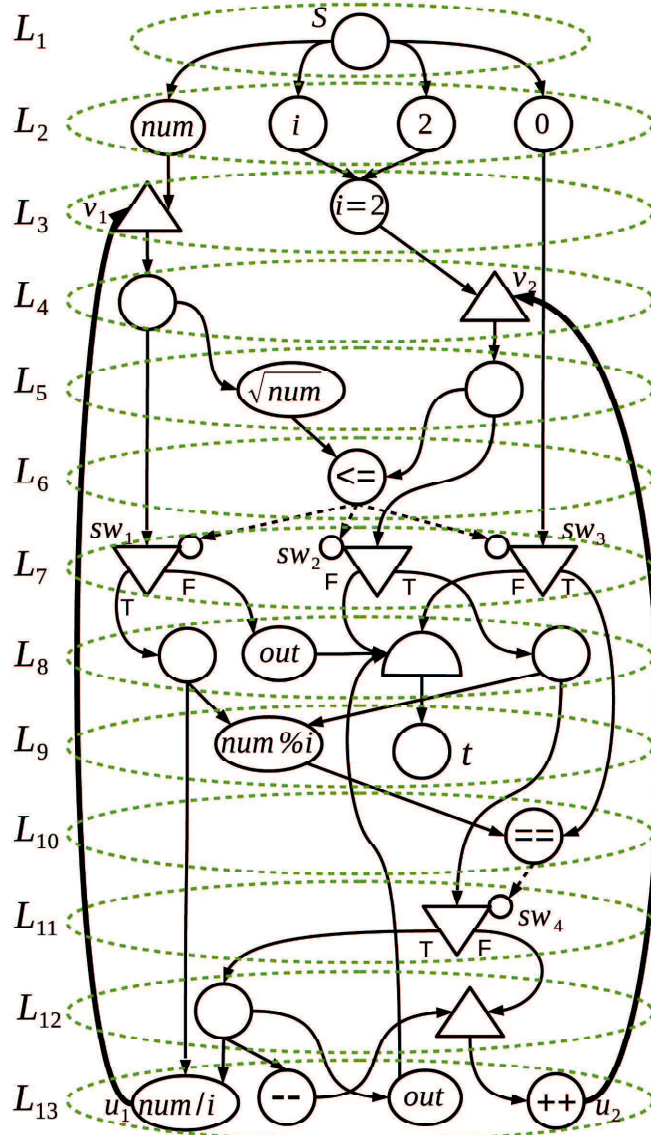 L₁ S
L₂ num i 2 0
L₃ v₁ i=2
L₄ v₂
L₅ √num
L₆ <=
sw₁ sw₂ sw₃
L₇ T F F T F T
L₈ out
L₉ num%i t
L₁₀ ==
L₁₁ sw₄
T F
L₁₂
L₁₃ u₁ num/i -- out ++ u₂